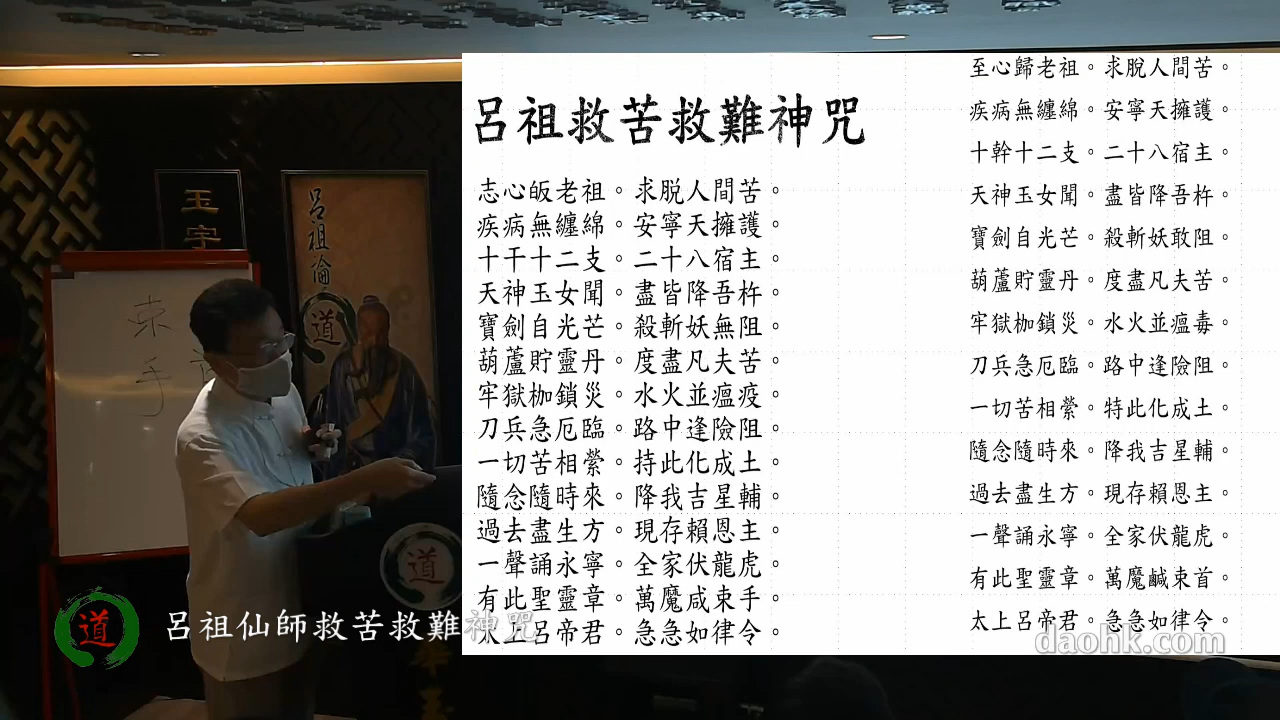 呂祖救苦救難神咒
志心皈老祖。求脫人間苦。
疾病無纏綿。安寧天擁護。
十干十二支。二十八宿主。
天神玉女聞。盡皆降吾杵。
寶劍自光芒。殺斬妖無阻。
葫蘆貯靈丹。度盡凡夫苦。
牢獄枷鎖災。水火並瘟疫。
刀兵急厄臨。路中逢險阻。
一切苦相縈。持此化成土。
隨念隨時來。降我吉星輔。
過去盡生方。現存賴恩主。
一聲誦永寧。全家伏龍虎。
有此聖靈章。萬魔咸束手。
太上呂帝君。急急如律令。
至心歸老祖。求脫人間苦。
疾病無纏綿。安寧天擁護。
十幹十二支。二十八宿主。
天神玉女聞。盡皆降吾杵。
寶劍自光芒。殺斬妖敢阻。
葫蘆貯靈丹。度盡凡夫苦。
牢獄枷鎖災。水火並瘟毒。
刀兵急厄臨。路中逢險阻。
一切苦相縈。特此化成土。
隨念隨時來。降我吉星輔。
過去盡生方。現存賴恩主。
一聲誦永寧。全家伏龍虎。
有此聖靈章。萬魔鹹束首。
太上呂帝君。急急如律令。
玉宇
呂祖論
道
束手
道
道
呂祖仙師救苦救難神咒
daohk.com